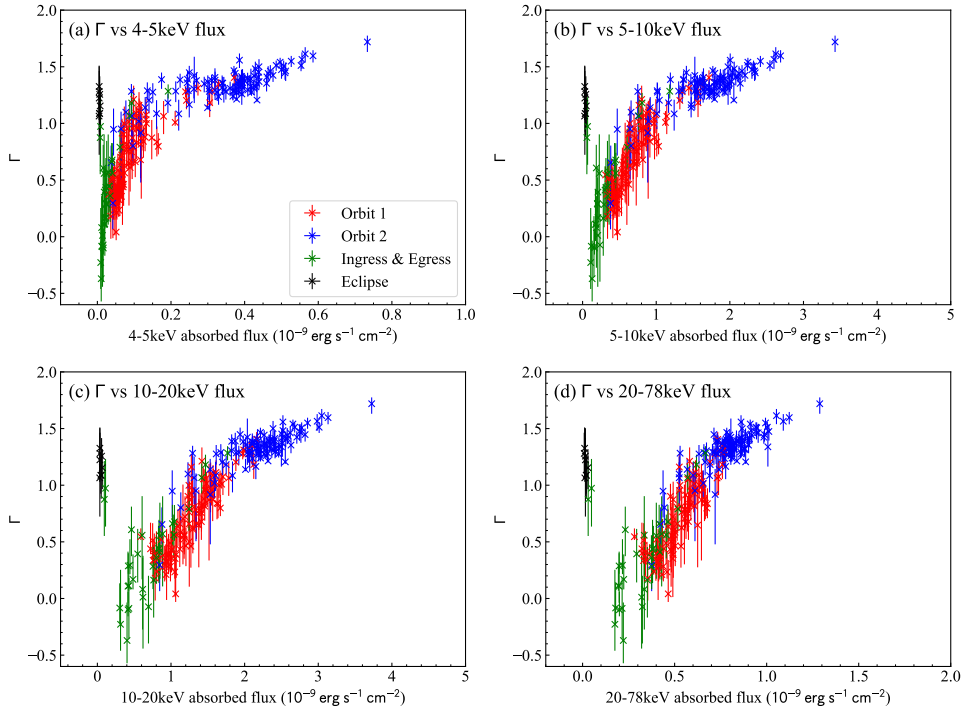 (a) Γ vs 4-5keV flux
2.0
1.5
1.0
0.5
0.0
−0.5
Γ
0.0 0.2 0.4 0.6 0.8 1.0
4-5keV absorbed flux (10⁻⁹ erg s⁻¹ cm⁻²)
Orbit 1
Orbit 2
Ingress & Egress
Eclipse
(b) Γ vs 5-10keV flux
2.0
1.5
1.0
0.5
0.0
−0.5
Γ
0 1 2 3 4 5
5-10keV absorbed flux (10⁻⁹ erg s⁻¹ cm⁻²)
(c) Γ vs 10-20keV flux
2.0
1.5
1.0
0.5
0.0
−0.5
Γ
0 1 2 3 4 5
10-20keV absorbed flux (10⁻⁹ erg s⁻¹ cm⁻²)
(d) Γ vs 20-78keV flux
2.0
1.5
1.0
0.5
0.0
−0.5
Γ
0.0 0.5 1.0 1.5 2.0
20-78keV absorbed flux (10⁻⁹ erg s⁻¹ cm⁻²)